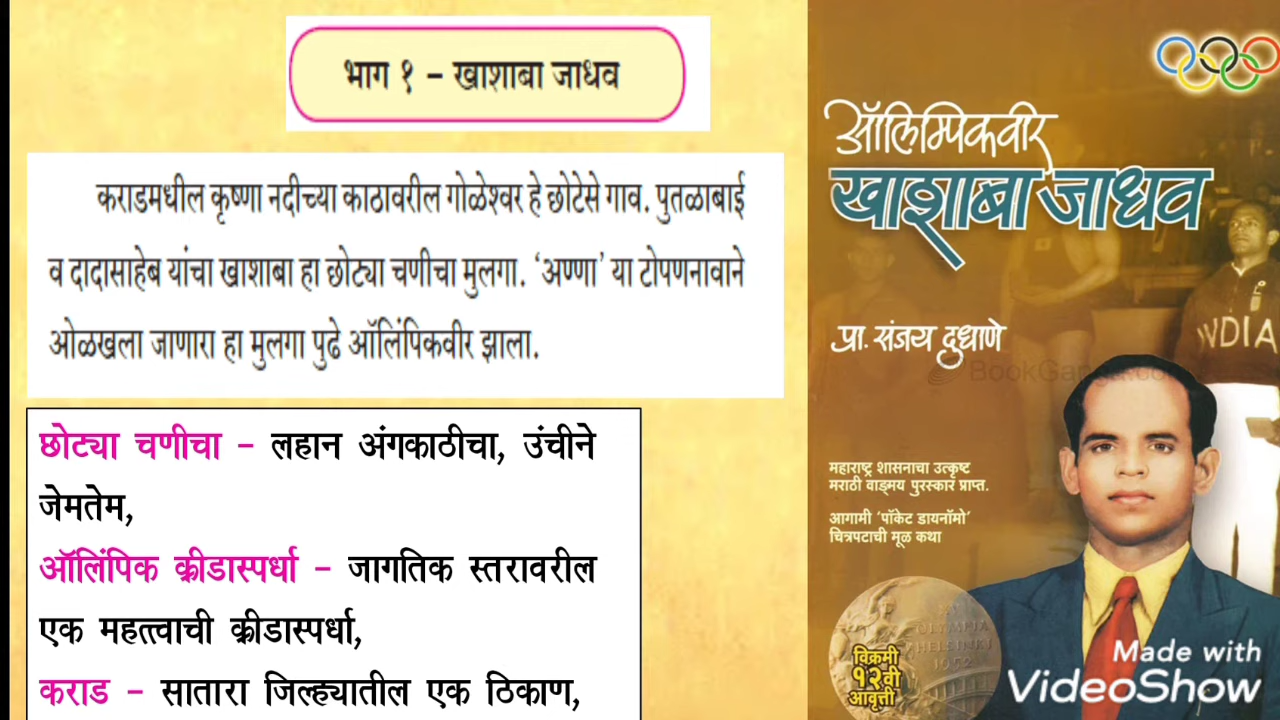 भाग १ – खाशाबा जाधव
कराडमधील कृष्णा नदीच्या काठावरील गोळेश्वर हे छोटेसे गाव. पुतळाबाई
व दादासाहेब यांचा खाशाबा हा छोट्या चणीचा मुलगा. ‘अण्णा’ या टोपणनावाने
ओळखला जाणारा हा मुलगा पुढे ऑलिंपिकवीर झाला.
छोट्या चणीचा – लहान अंगकाठीचा, उंचीने
जेमतेम,
ऑलिंपिक क्रीडास्पर्धा – जागतिक स्तरावरील
एक महत्त्वाची क्रीडास्पर्धा,
कराड – सातारा जिल्ह्यातील एक ठिकाण,
ऑलिम्पिकवीर
खाशाबा जाधव
प्रा. संजय दुधाणे
INDIA
महाराष्ट्र शासनाचा उत्कृष्ट
मराठी वाङ्मय पुरस्कार प्राप्त.
आगामी ‘पॉकेट डायनॉमो’
चित्रपटाची मूळ कथा
HELSINKI
1952
विक्रमी
१२वी
आवृत्ती
Made with
VideoShow